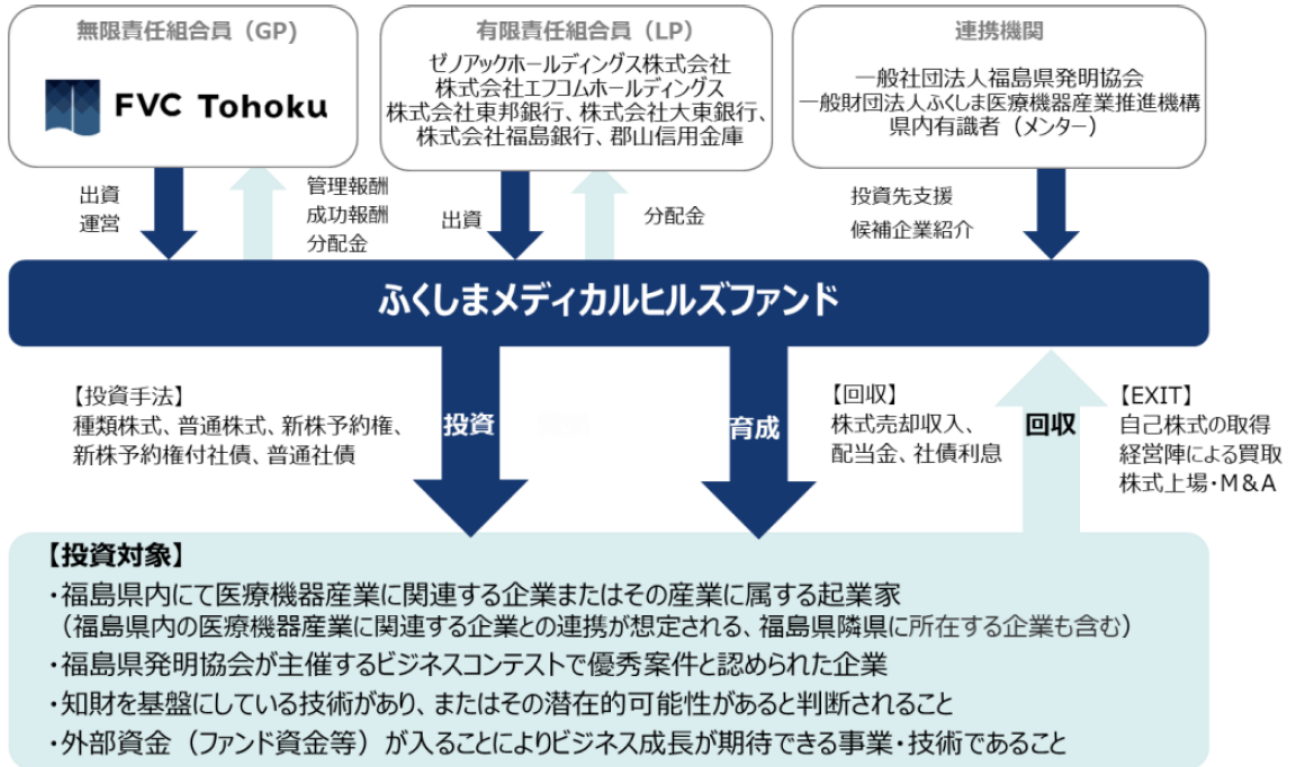 無限責任組合員（GP)
FVC Tohoku
有限責任組合員（LP）
ゼノアックホールディングス株式会社
株式会社エフコムホールディングス
株式会社東邦銀行、株式会社大東銀行、
株式会社福島銀行、郡山信用金庫
連携機関
一般社団法人福島県発明協会
一般財団法人ふくしま医療機器産業推進機構
県内有識者（メンター）
出資
運営
管理報酬
成功報酬
分配金
出資
分配金
投資先支援
候補企業紹介
ふくしまメディカルヒルズファンド
【投資手法】
種類株式、普通株式、新株予約権、
新株予約権付社債、普通社債
投資
育成
【回収】
株式売却収入、
配当金、社債利息
回収
【EXIT】
自己株式の取得
経営陣による買取
株式上場・M＆A
【投資対象】
・福島県内にて医療機器産業に関連する企業またはその産業に属する起業家
（福島県内の医療機器産業に関連する企業との連携が想定される、福島県隣県に所在する企業も含む）
・福島県発明協会が主催するビジネスコンテストで優秀案件と認められた企業
・知財を基盤にしている技術があり、またはその潜在的可能性があると判断されること
・外部資金（ファンド資金等）が入ることによりビジネス成長が期待できる事業・技術であること